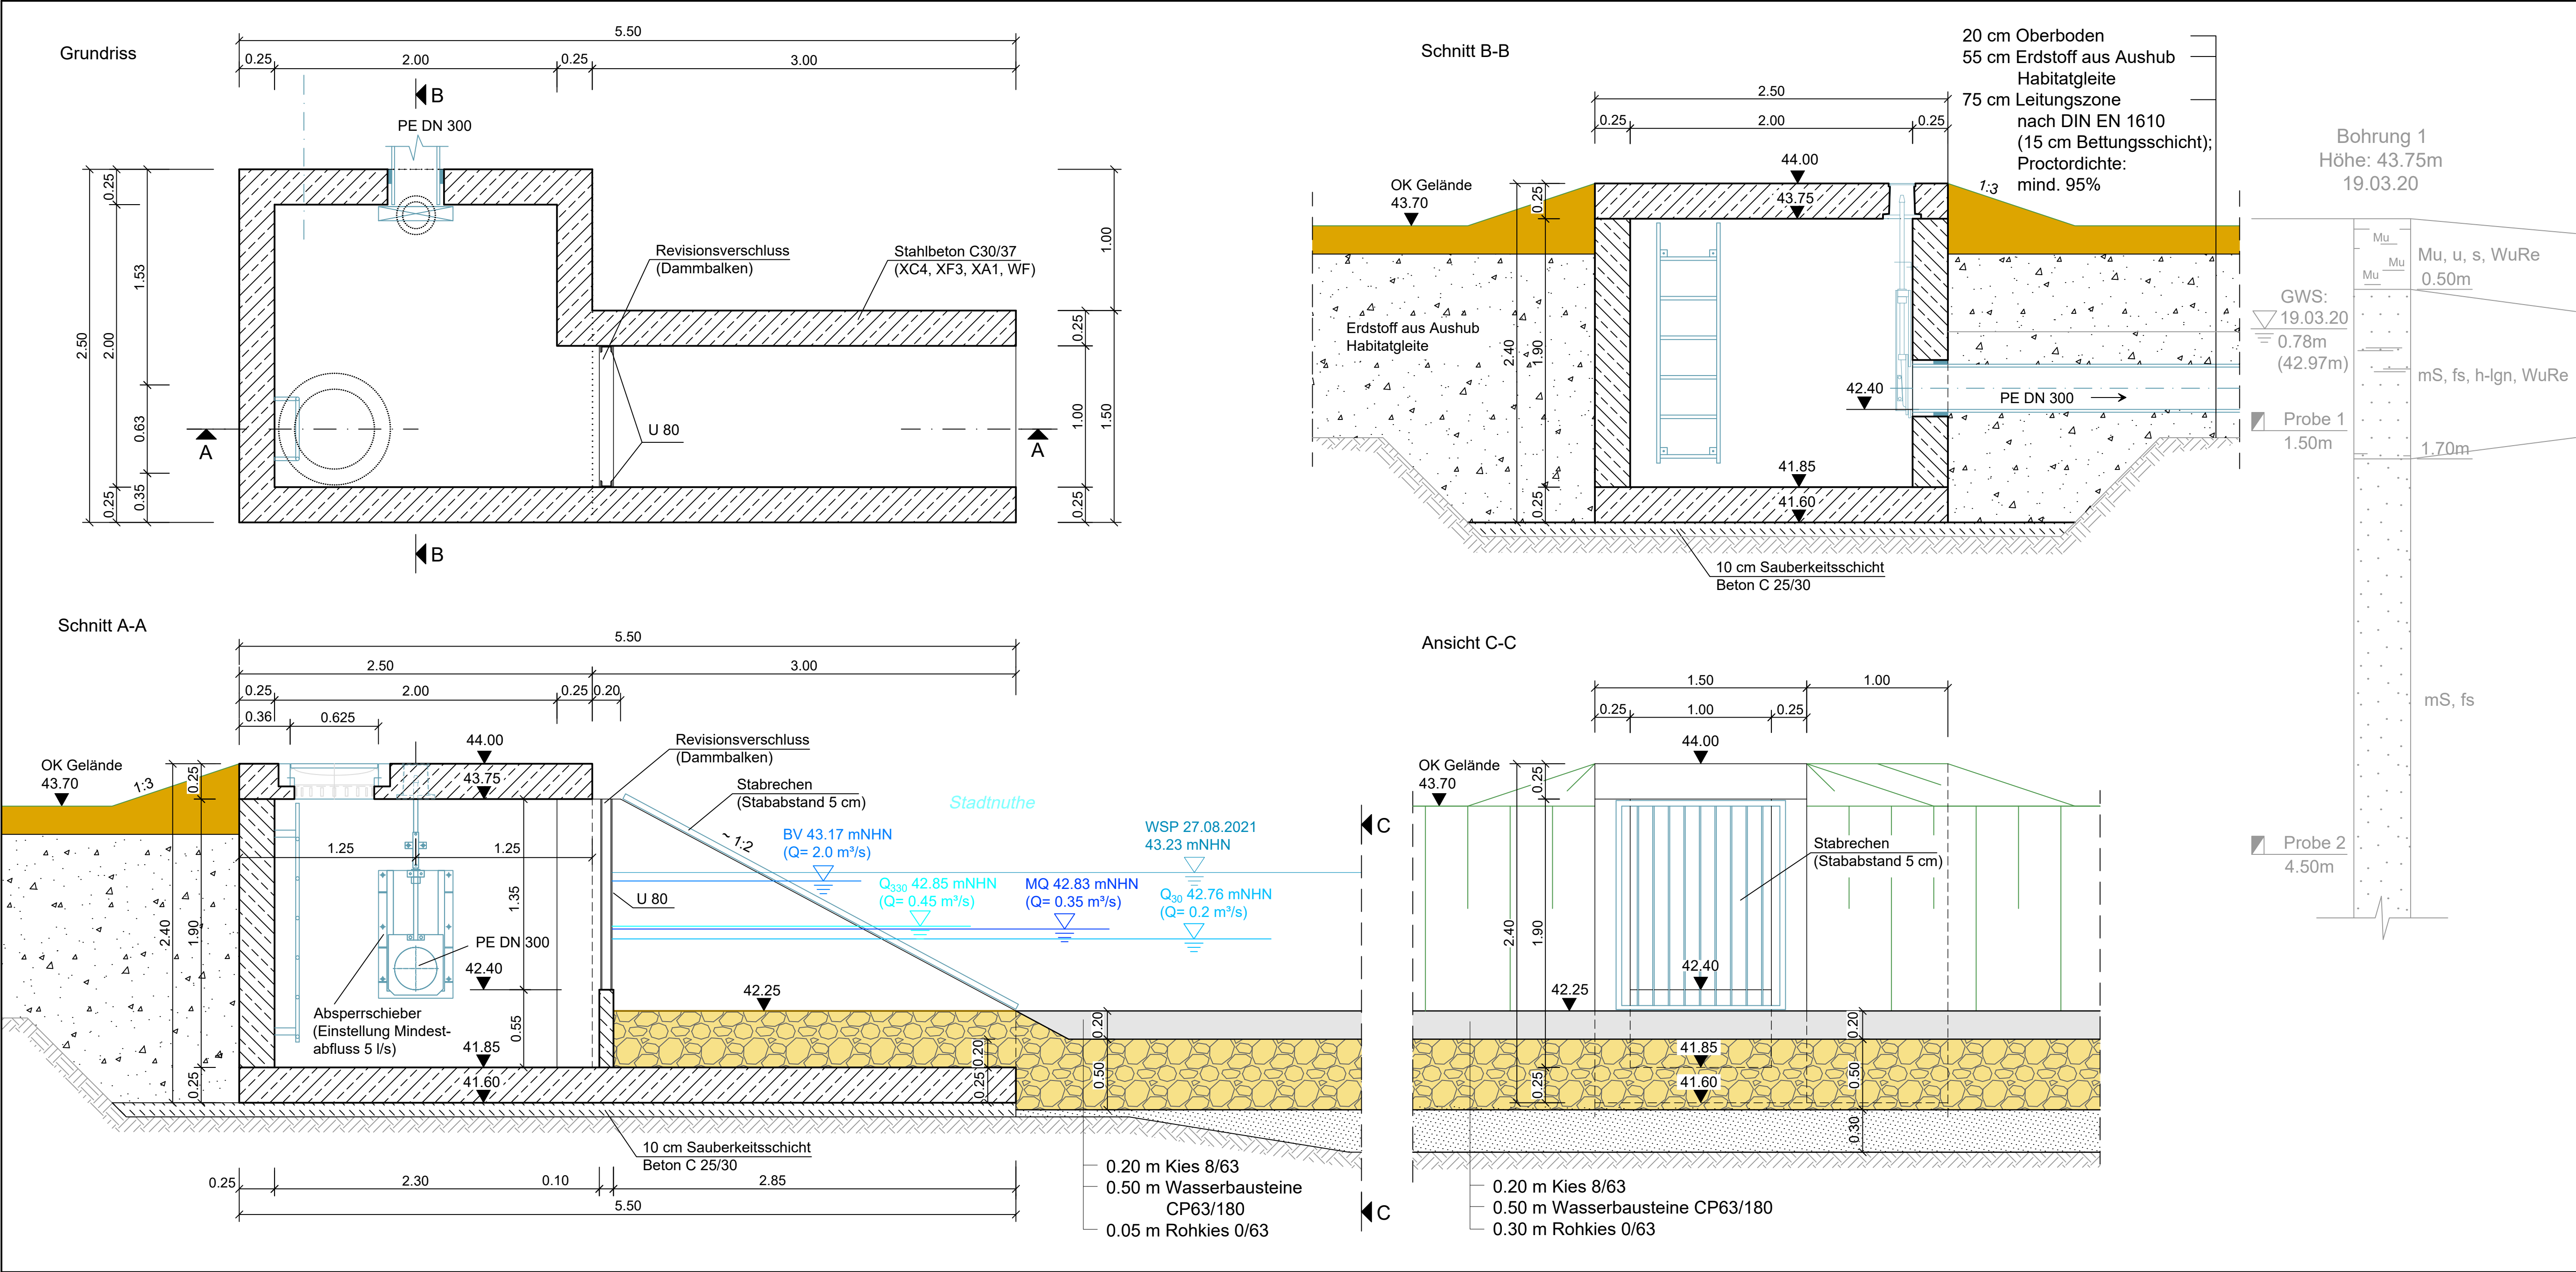 Grundriss
5.50
0.25
2.00
0.25
3.00
B
PE DN 300
2.50
0.25
2.00
0.25
1.53
0.63
0.35
Revisionsverschluss
(Dammbalken)
Stahlbeton C30/37
(XC4, XF3, XA1, WF)
U 80
1.00
0.25
1.00
0.25
1.50
A
A
B
Schnitt B-B
2.50
0.25
2.00
0.25
20 cm Oberboden
55 cm Erdstoff aus Aushub
Habitatgleite
75 cm Leitungszone
nach DIN EN 1610
(15 cm Bettungsschicht);
Proctordichte:
mind. 95%
OK Gelände
43.70
44.00
43.75
1:3
0.25
2.40
1.90
0.25
Erdstoff aus Aushub
Habitatgleite
42.40
PE DN 300
41.85
41.60
10 cm Sauberkeitsschicht
Beton C 25/30
Bohrung 1
Höhe: 43.75m
19.03.20
Mu
Mu
Mu
Mu, u, s, WuRe
0.50m
GWS:
19.03.20
0.78m
(42.97m)
mS, fs, h-lgn, WuRe
Probe 1
1.50m
1.70m
mS, fs
Probe 2
4.50m
Schnitt A-A
5.50
2.50
3.00
0.25
2.00
0.25
0.20
0.36
0.625
OK Gelände
43.70
1:3
44.00
43.75
0.25
2.40
1.90
0.25
Revisionsverschluss
(Dammbalken)
Stabrechen
(Stababstand 5 cm)
~ 1:2
Stadtnuthe
BV 43.17 mNHN
(Q= 2.0 m³/s)
WSP 27.08.2021
43.23 mNHN
Q330 42.85 mNHN
(Q= 0.45 m³/s)
MQ 42.83 mNHN
(Q= 0.35 m³/s)
Q30 42.76 mNHN
(Q= 0.2 m³/s)
1.25
1.25
1.35
U 80
PE DN 300
42.40
42.25
Absperrschieber
(Einstellung Mindest-
abfluss 5 l/s)
0.55
41.85
41.60
0.20
0.25
0.20
0.50
10 cm Sauberkeitsschicht
Beton C 25/30
0.25
2.30
0.10
2.85
5.50
0.20 m Kies 8/63
0.50 m Wasserbausteine
CP63/180
0.05 m Rohkies 0/63
C
C
Ansicht C-C
1.50
1.00
0.25
1.00
0.25
44.00
OK Gelände
43.70
0.25
2.40
1.90
0.25
Stabrechen
(Stababstand 5 cm)
42.40
42.25
41.85
41.60
0.20
0.50
0.30
0.20 m Kies 8/63
0.50 m Wasserbausteine CP63/180
0.30 m Rohkies 0/63